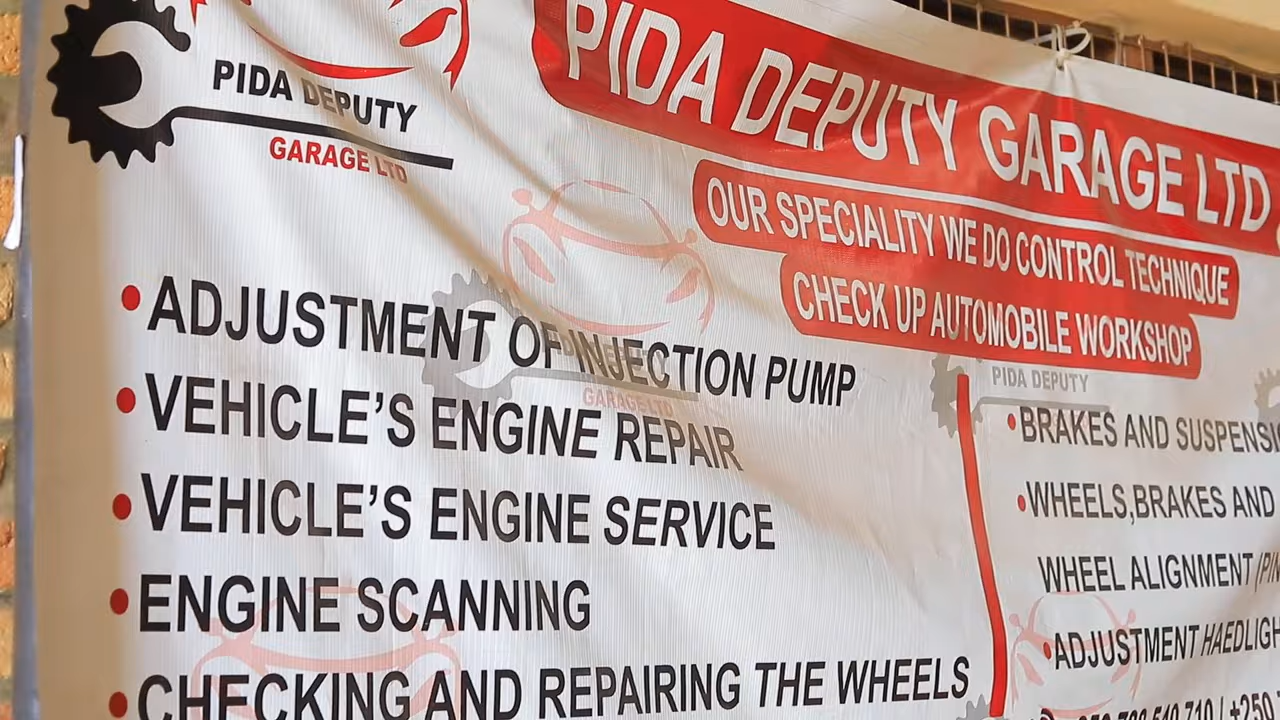 PIDA DEPUTY
GARAGE LTD
PIDA DEPUTY GARAGE LTD
OUR SPECIALITY WE DO CONTROL TECHNIQUE
CHECK UP AUTOMOBILE WORKSHOP
• ADJUSTMENT OF INJECTION PUMP
• VEHICLE'S ENGINE REPAIR
• VEHICLE'S ENGINE SERVICE
• ENGINE SCANNING
• CHECKING AND REPAIRING THE WHEELS
GARAGE LTD
PIDA DEPUTY
• BRAKES AND
• WHEELS,BRAKES AND
WHEEL ALIGNMENT
• ADJUSTMENT